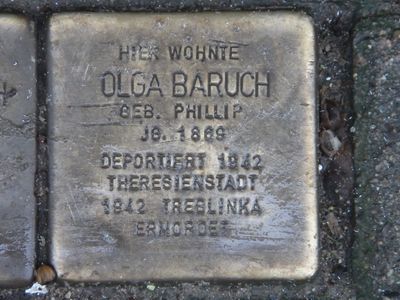 HIER WOHNTE
OLGA BARUCH
GEB. PHILLIP
JG. 1869
DEPORTIERT 1942
THERESIENSTADT
1942 TREBLINKA
ERMORDET